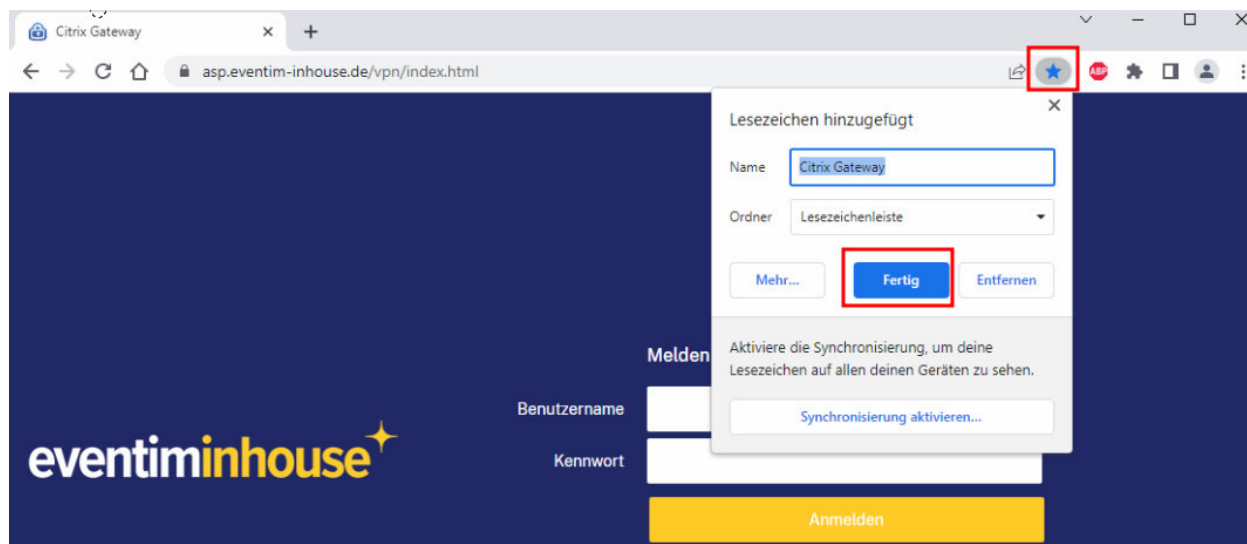 Citrix Gateway
asp.eventim-inhouse.de/vpn/index.html
ABP
Lesezeichen hinzugefügt
Name Citrix Gateway
Ordner Lesezeichenleiste
Mehr... Fertig Entfernen
Aktiviere die Synchronisierung, um deine
Lesezeichen auf allen deinen Geräten zu sehen.
Synchronisierung aktivieren...
Melden
Benutzername
Kennwort
eventiminhouse
Anmelden